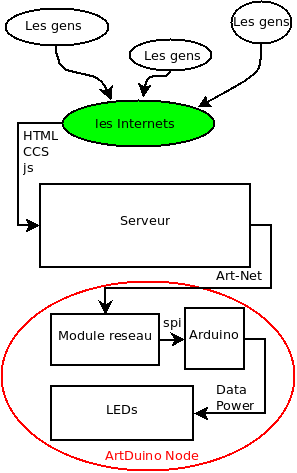 Les gens
Les gens
Les gens
les Internets
HTML
CCS
js
Serveur
Art-Net
Module reseau
spi
Arduino
Data
Power
LEDs
ArtDuino Node